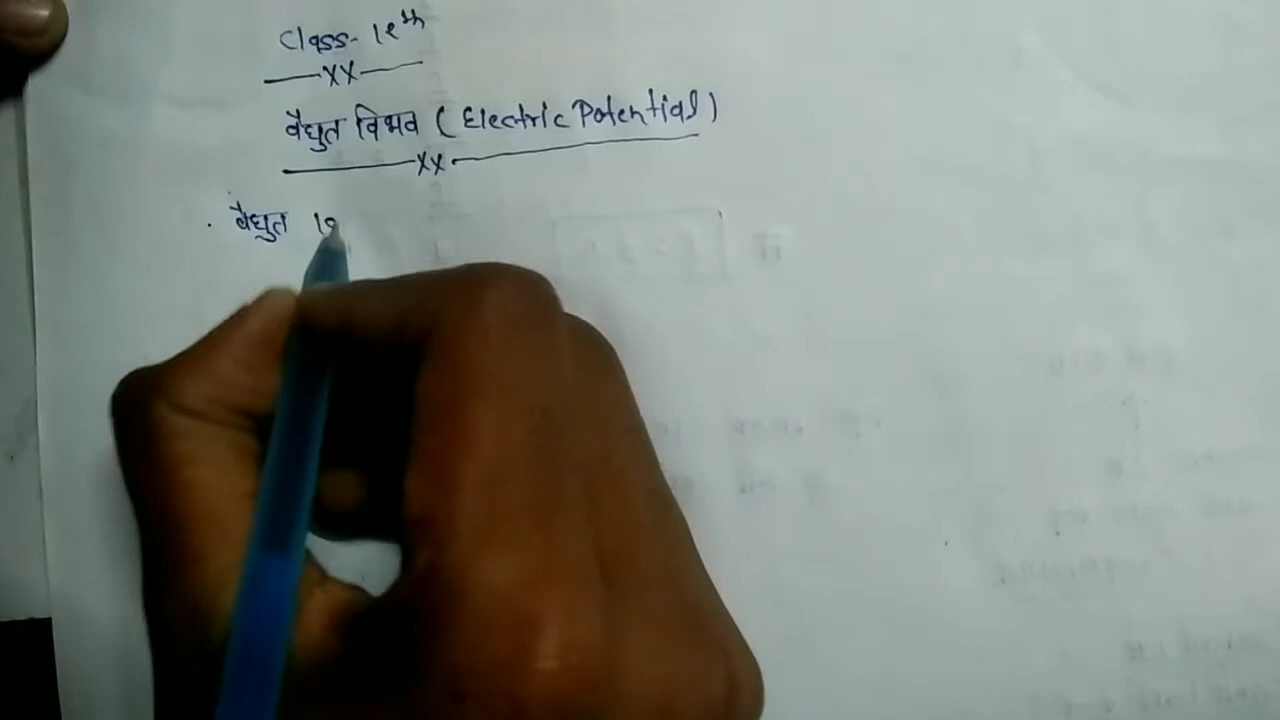 Class- 12th
xx
वैद्युत विभव ( Electric Potential )
xx
· वैद्युत